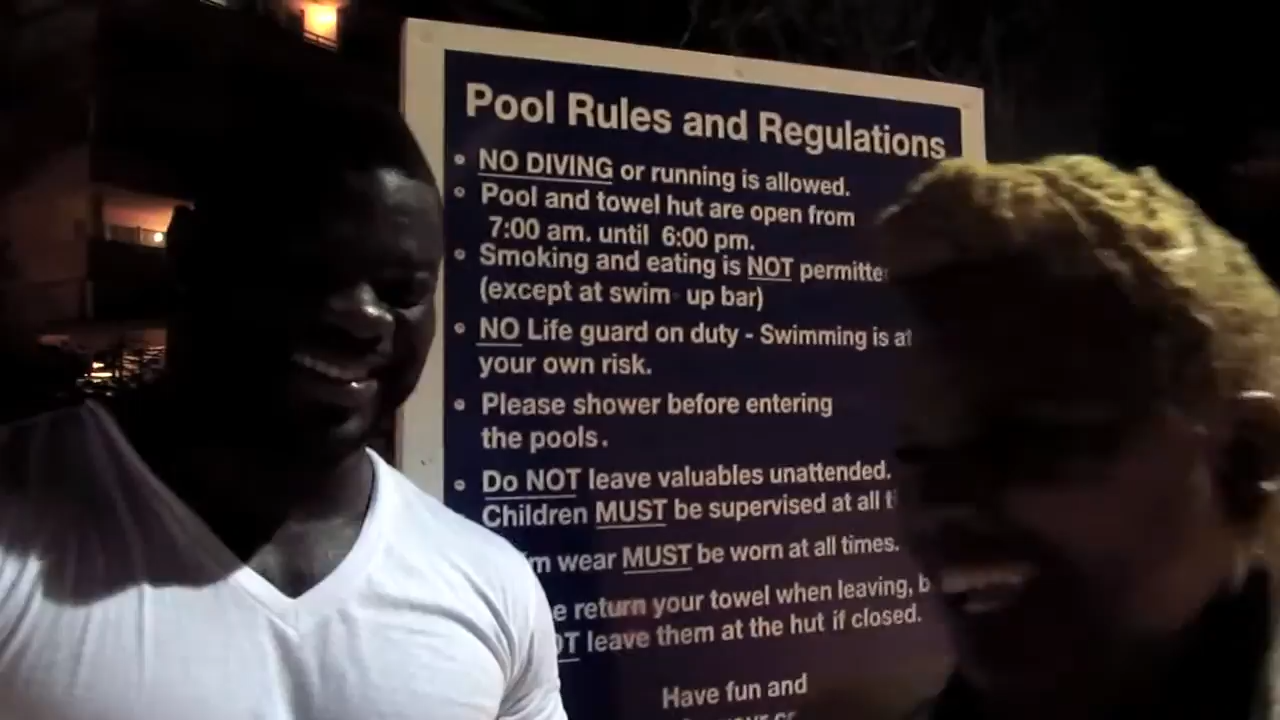 Pool Rules and Regulations
• NO DIVING or running is allowed.
• Pool and towel hut are open from
7:00 am. until 6:00 pm.
• Smoking and eating is NOT permitte
(except at swim up bar)
• NO Life guard on duty - Swimming is at
your own risk.
• Please shower before entering
the pools.
• Do NOT leave valuables unattended.
Children MUST be supervised at all t
m wear MUST be worn at all times.
e return your towel when leaving, b
OT leave them at the hut if closed.
Have fun and